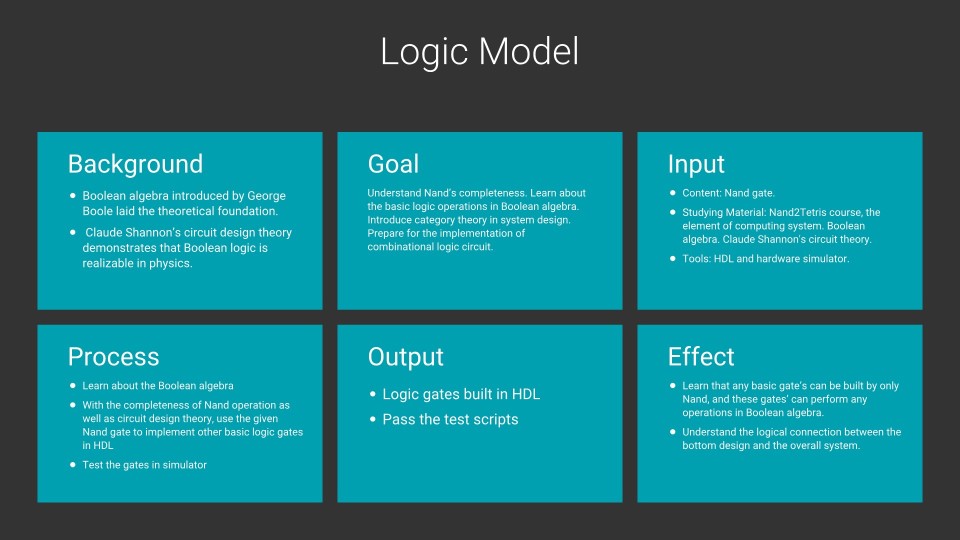 Logic Model
Background
• Boolean algebra introduced by George
Boole laid the theoretical foundation.
• Claude Shannon's circuit design theory
demonstrates that Boolean logic is
realizable in physics.
Goal
Understand Nand's completeness. Learn about
the basic logic operations in Boolean algebra.
Introduce category theory in system design.
Prepare for the implementation of
combinational logic circuit.
Input
• Content: Nand gate.
• Studying Material: Nand2Tetris course, the
element of computing system. Boolean
algebra. Claude Shannon's circuit theory.
• Tools: HDL and hardware simulator.
Process
• Learn about the Boolean algebra
• With the completeness of Nand operation as
well as circuit design theory, use the given
Nand gate to implement other basic logic gates
in HDL
• Test the gates in simulator
Output
• Logic gates built in HDL
• Pass the test scripts
Effect
• Learn that any basic gate's can be built by only
Nand, and these gates' can perform any
operations in Boolean algebra.
• Understand the logical connection between the
bottom design and the overall system.